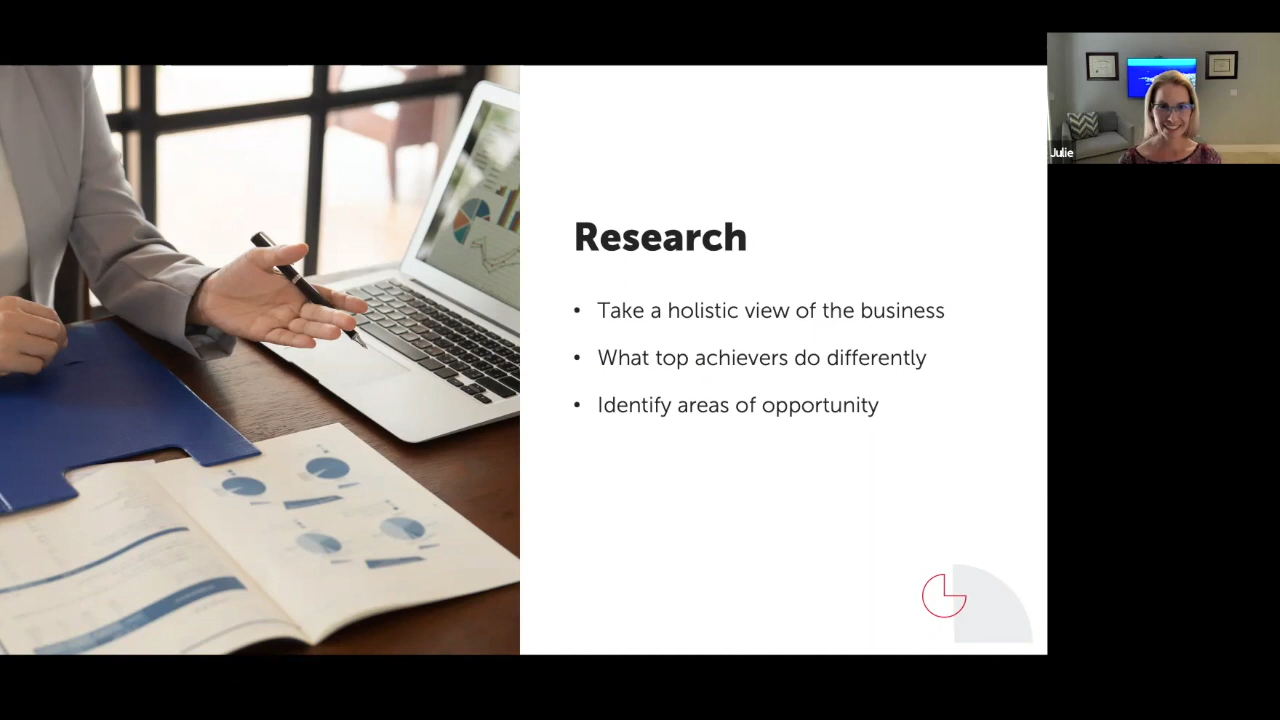 Research
• Take a holistic view of the business
• What top achievers do differently
• Identify areas of opportunity
Julie